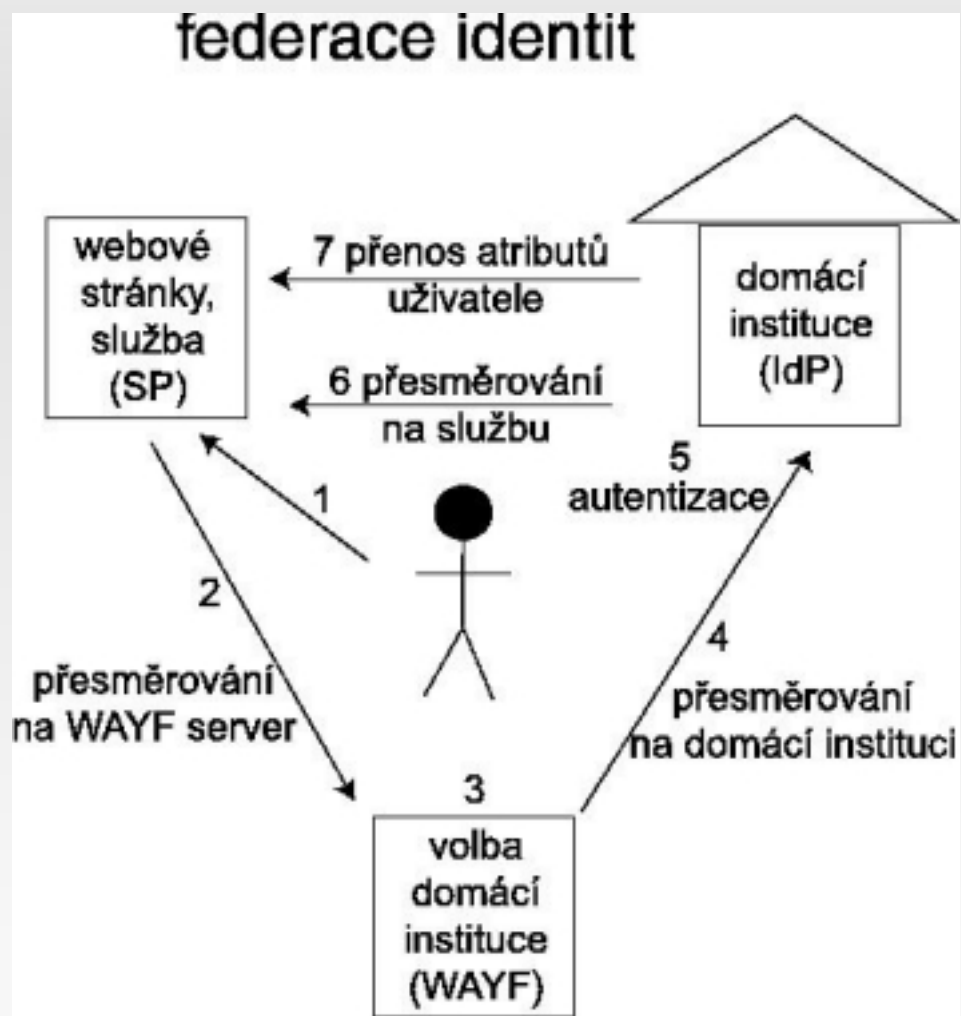 federace identit
webové
stránky,
služba
(SP)
7 přenos atributů
uživatele
domácí
instituce
(IdP)
6 přesměrování
na službu
5
autentizace
1
2
přesměrování
na WAYF server
4
přesměrování
na domácí instituci
3
volba
domácí
instituce
(WAYF)